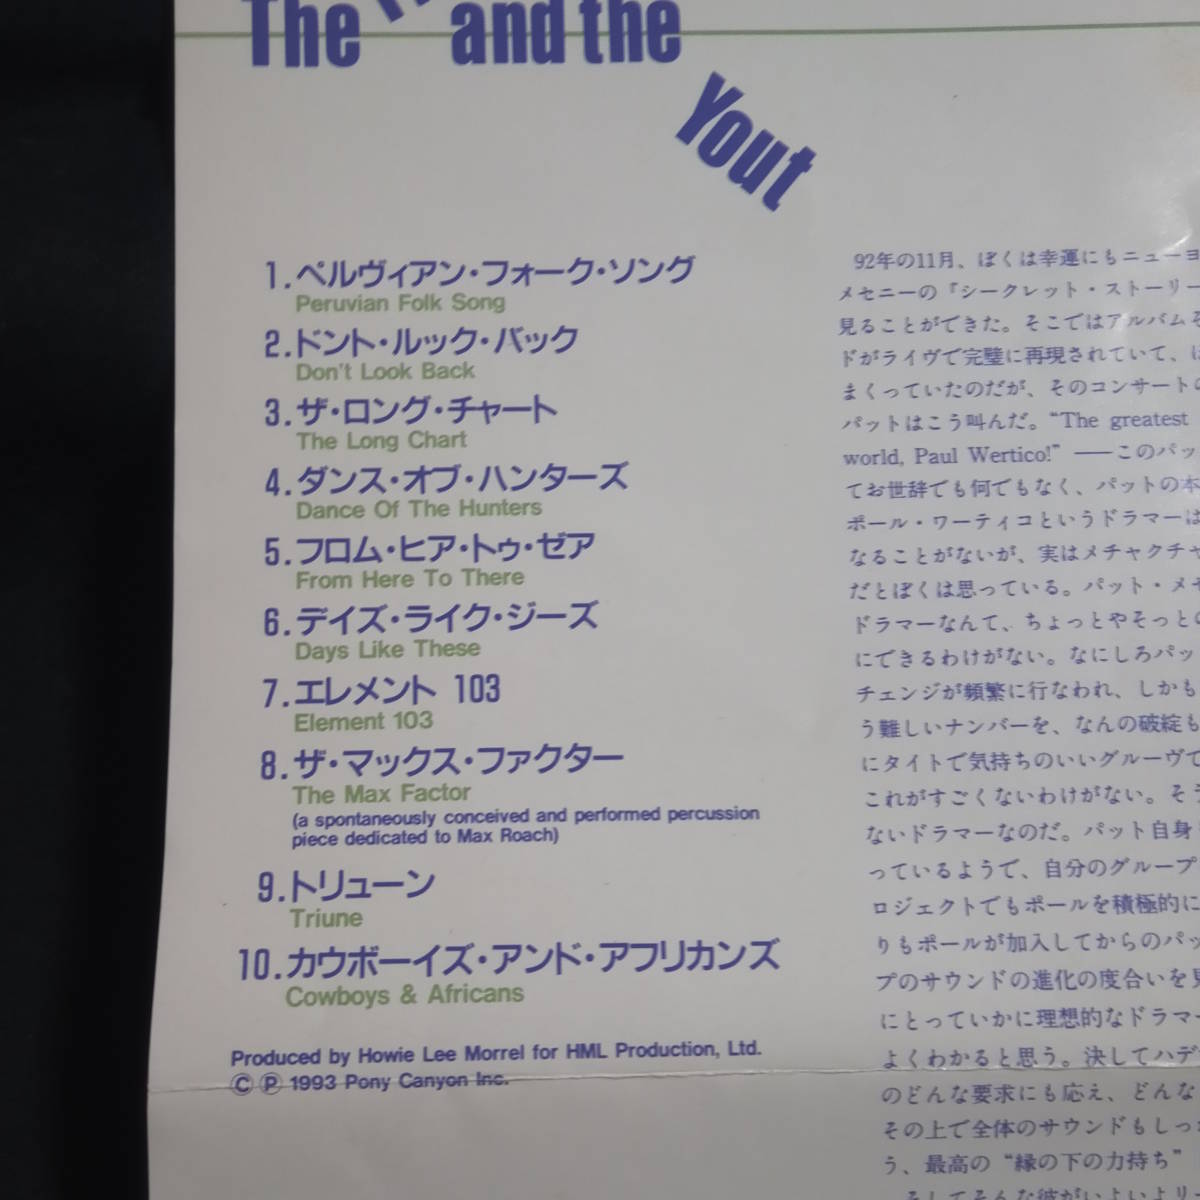 The
and the
Yout
1.ペルヴィアン・フォーク・ソング
Peruvian Folk Song
2.ドント・ルック・バック
Don't Look Back
3.ザ・ロング・チャート
The Long Chart
4.ダンス・オブ・ハンターズ
Dance Of The Hunters
5.フロム・ヒア・トゥ・ゼア
From Here To There
6.デイズ・ライク・ジーズ
Days Like These
7.エレメント 103
Element 103
8.ザ・マックス・ファクター
The Max Factor
(a spontaneously conceived and performed percussion
piece dedicated to Max Roach)
9.トリューン
Triune
10.カウボーイズ・アンド・アフリカンズ
Cowboys & Africans
Produced by Howie Lee Morrel for HML Production, Ltd.
Ⓒ Ⓟ 1993 Pony Canyon Inc.
92年の11月、ぼくは幸運にもニューヨ
メセニーの『シークレット・ストーリー
見ることができた。そこではアルバムそ
ドがライヴで完璧に再現されていて、ほ
まくっていたのだが、そのコンサートの
パットはこう叫んだ。“The greatest
world, Paul Wertico!” ──このパッ
てお世辞でも何でもなく、パットの本
ポール・ワーティコというドラマーは
なることがないが、実はメチャクチャ
だとぼくは思っている。パット・メセ
ドラマーなんて、ちょっとやそっとの
にできるわけがない。なにしろパッ
チェンジが頻繁に行なわれ、しかも
う難しいナンバーを、なんの破綻も
にタイトで気持ちのいいグルーヴで
これがすごくないわけがない。そう
ないドラマーなのだ。パット自身
っているようで、自分のグループ
ロジェクトでもポールを積極的に
りもポールが加入してからのパッ
プのサウンドの進化の度合いを見
にとっていかに理想的なドラマー
よくわかると思う。決してハデ
のどんな要求にも応え、どんな
その上で全体のサウンドもしっ
う、最高の“縁の下の力持ち”
そしてそんな彼がいよいよリー